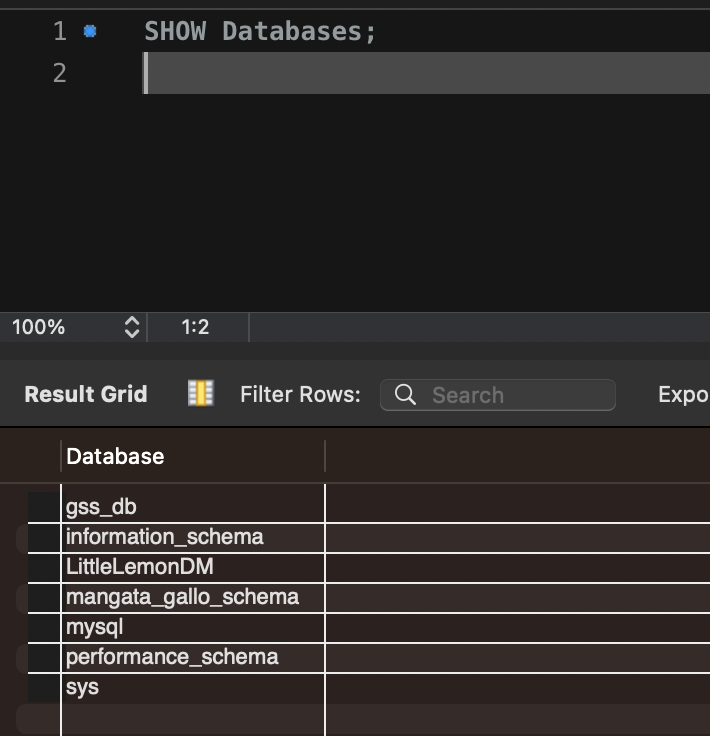 1 SHOW Databases;
2
100% 1:2
Result Grid Filter Rows: Search Expo
Database
gss_db
information_schema
LittleLemonDM
mangata_gallo_schema
mysql
performance_schema
sys